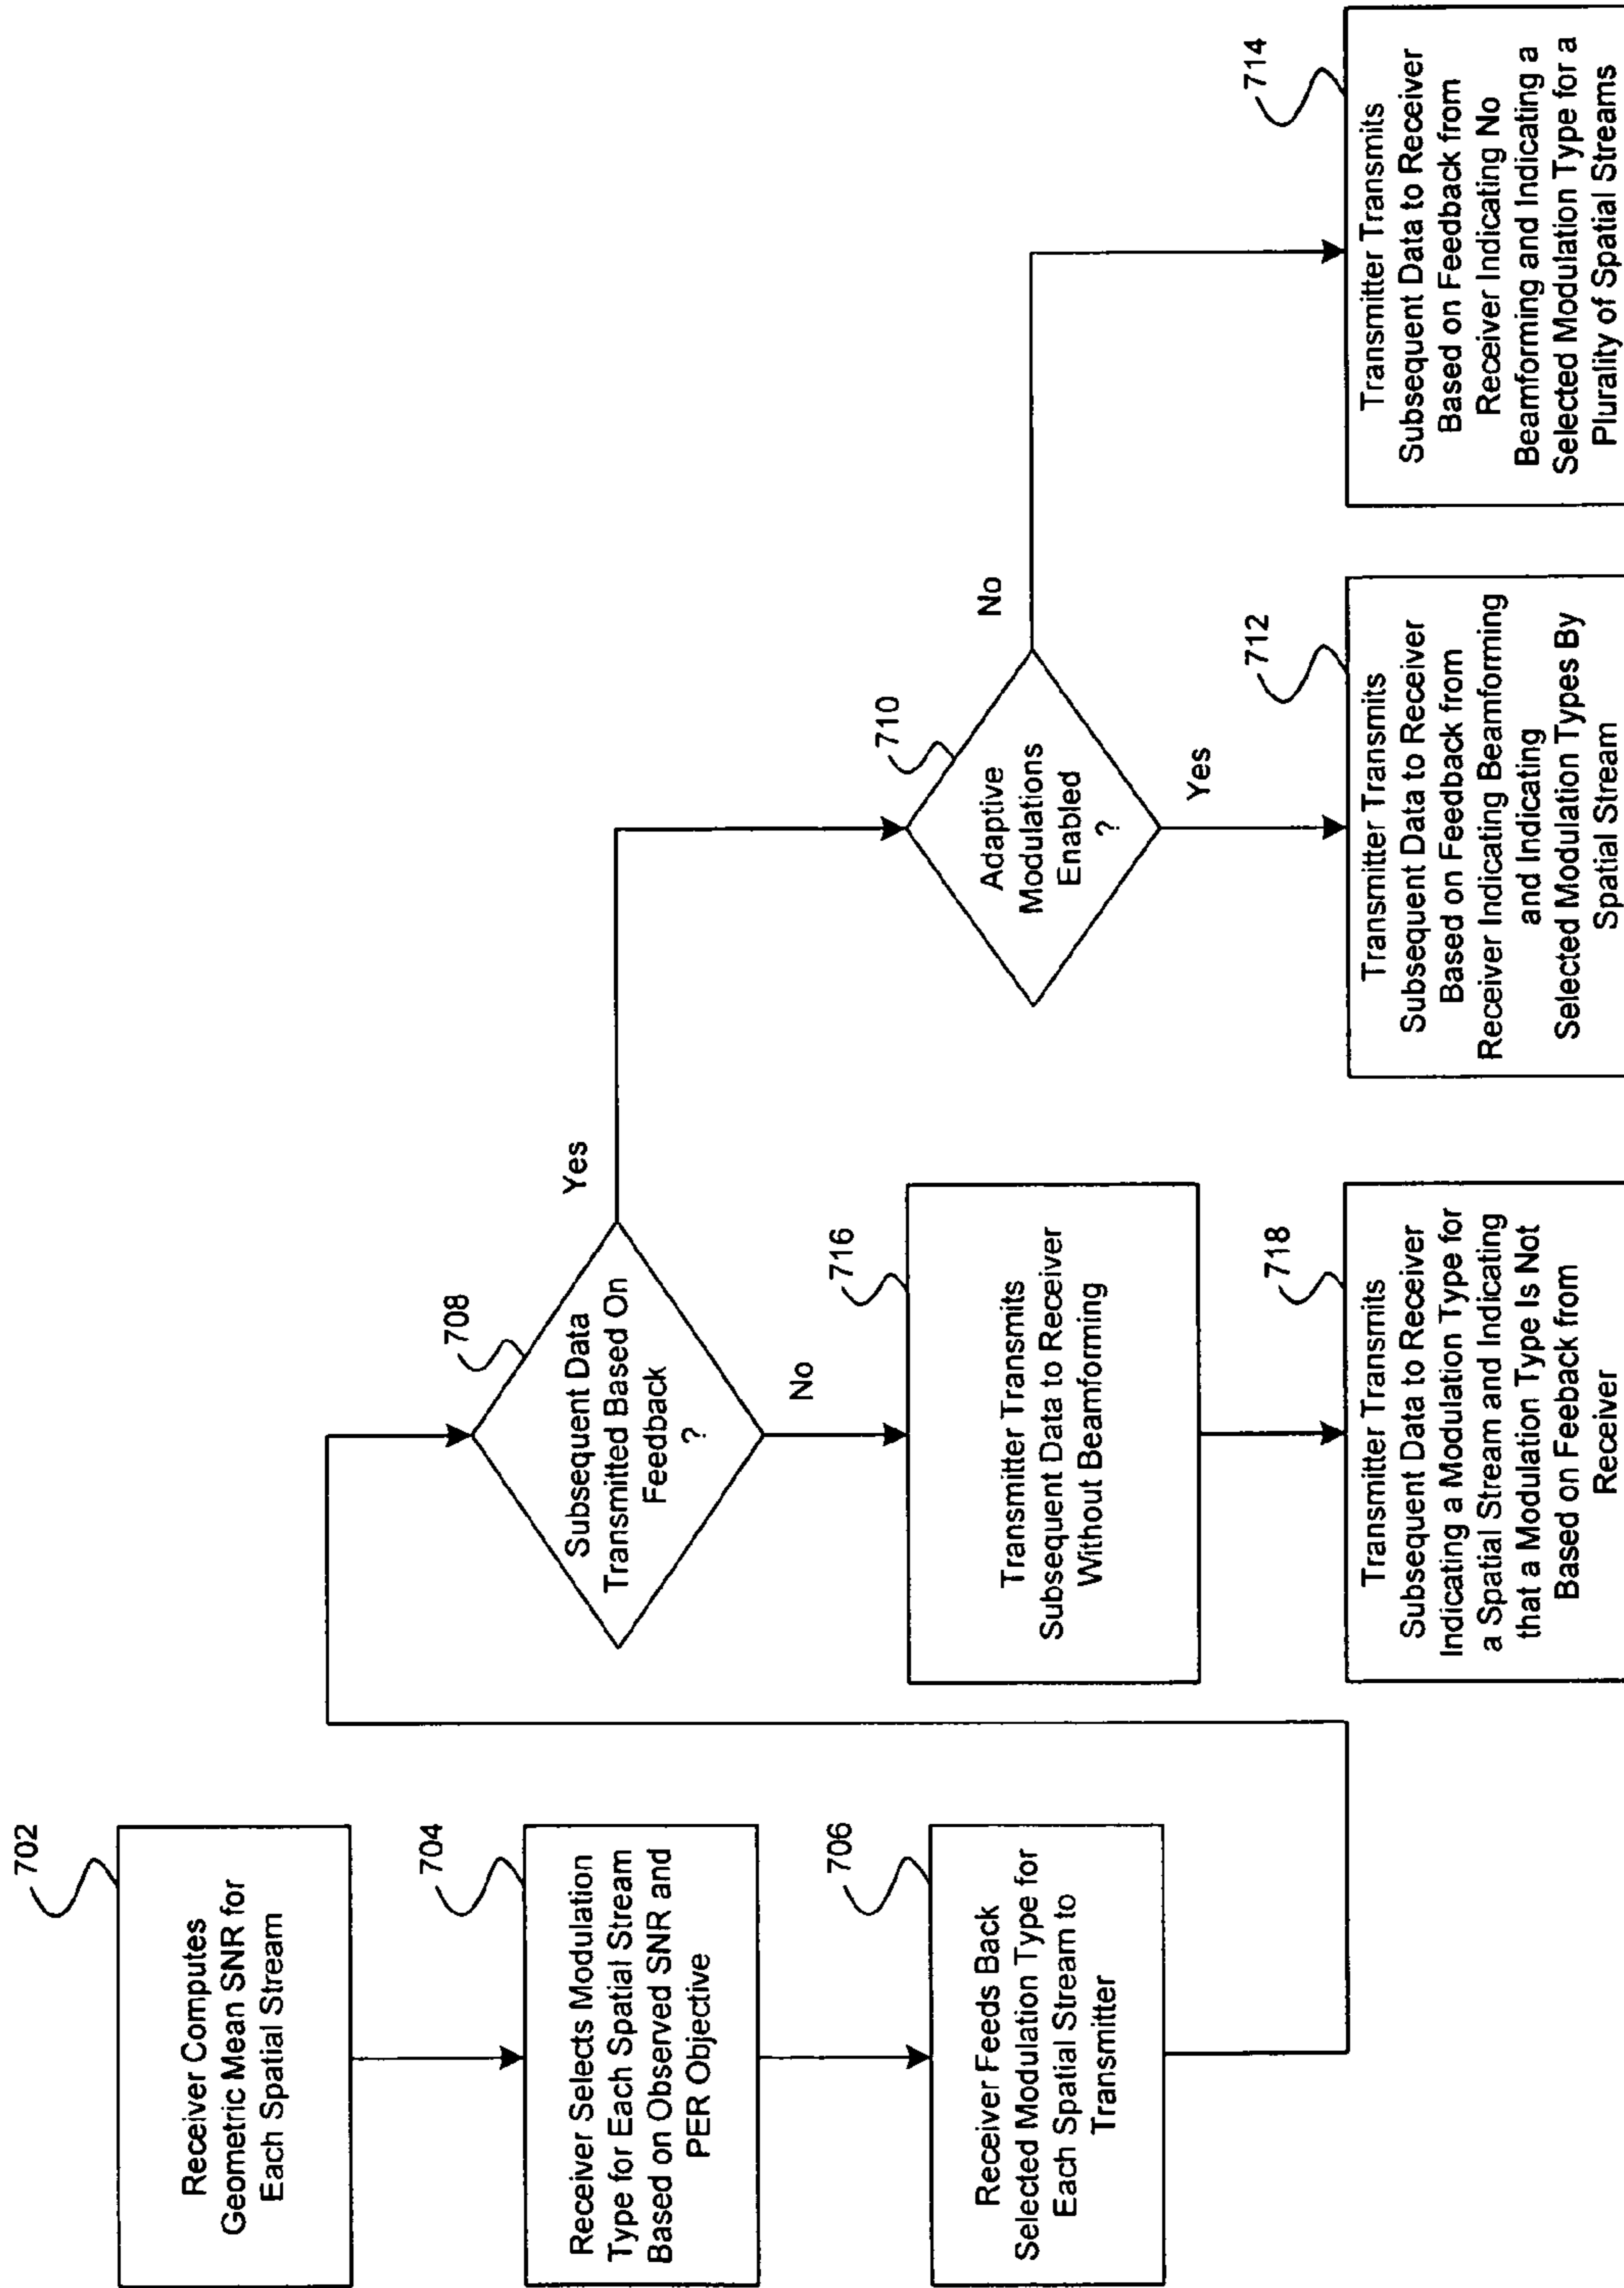 702
Receiver Computes
Geometric Mean SNR for
Each Spatial Stream
704
Receiver Selects Modulation
Type for Each Spatial Stream
Based on Observed SNR and
PER Objective
706
Receiver Feeds Back
Selected Modulation Type for
Each Spatial Stream to
Transmitter
708
Subsequent Data
Transmitted Based On
Feedback
?
Yes
No
716
Transmitter Transmits
Subsequent Data to Receiver
Without Beamforming
718
Transmitter Transmits
Subsequent Data to Receiver
Indicating a Modulation Type for
a Spatial Stream and Indicating
that a Modulation Type Is Not
Based on Feeback from
Receiver
710
Adaptive
Modulations
Enabled
?
No
Yes
712
Transmitter Transmits
Subsequent Data to Receiver
Based on Feedback from
Receiver Indicating Beamforming
and Indicating
Selected Modulation Types By
Spatial Stream
714
Transmitter Transmits
Subsequent Data to Receiver
Based on Feedback from
Receiver Indicating No
Beamforming and Indicating a
Selected Modulation Type for a
Plurality of Spatial Streams